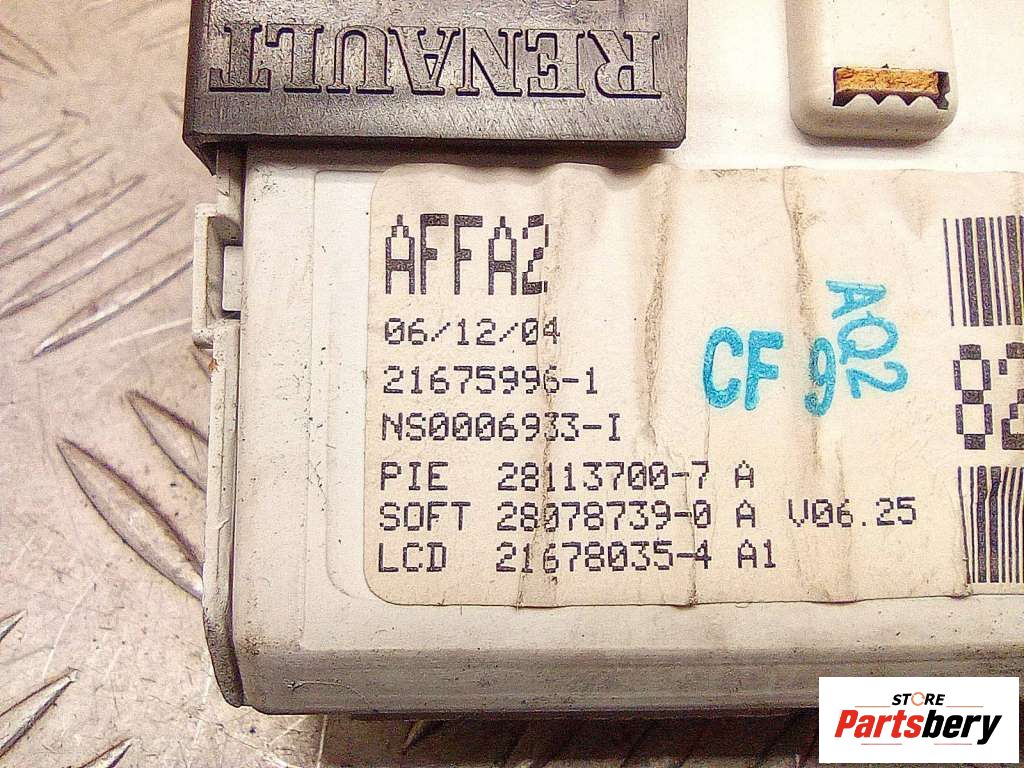 RENAULT
AFFA2
06/12/04
21675996-1
NS0006933-I
PIE 28113700-7 A
SOFT 28078739-0 A V06.25
LCD 21678035-4 A1
CF 9
AQ2
82
STORE
Partsbery